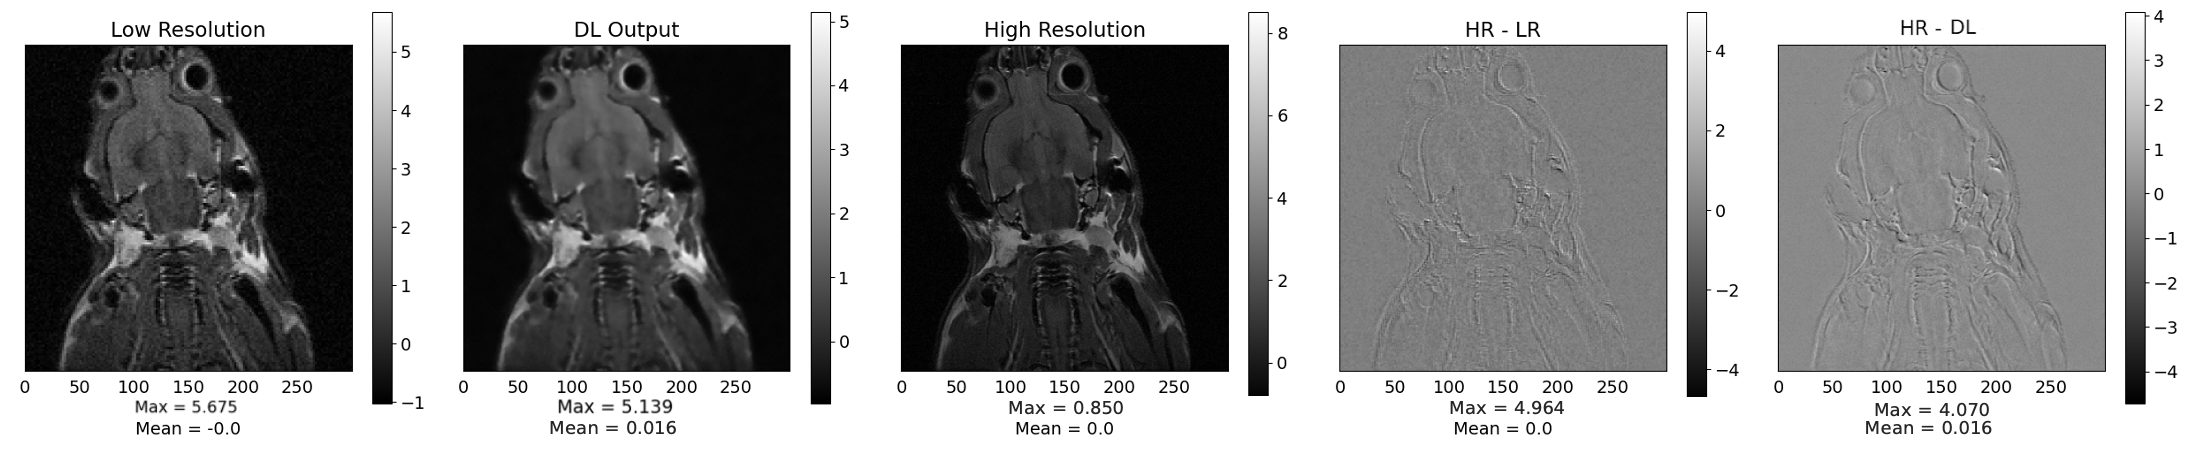 Low Resolution
5
4
3
2
1
0
−1
0 50 100 150 200 250
Max = 5.675
Mean = -0.0
DL Output
5
4
3
2
1
0
0 50 100 150 200 250
Max = 5.139
Mean = 0.016
High Resolution
8
6
4
2
0
0 50 100 150 200 250
Max = 0.850
Mean = 0.0
HR - LR
4
2
0
−2
−4
0 50 100 150 200 250
Max = 4.964
Mean = 0.0
HR - DL
4
3
2
1
0
−1
−2
−3
−4
0 50 100 150 200 250
Max = 4.070
Mean = 0.016